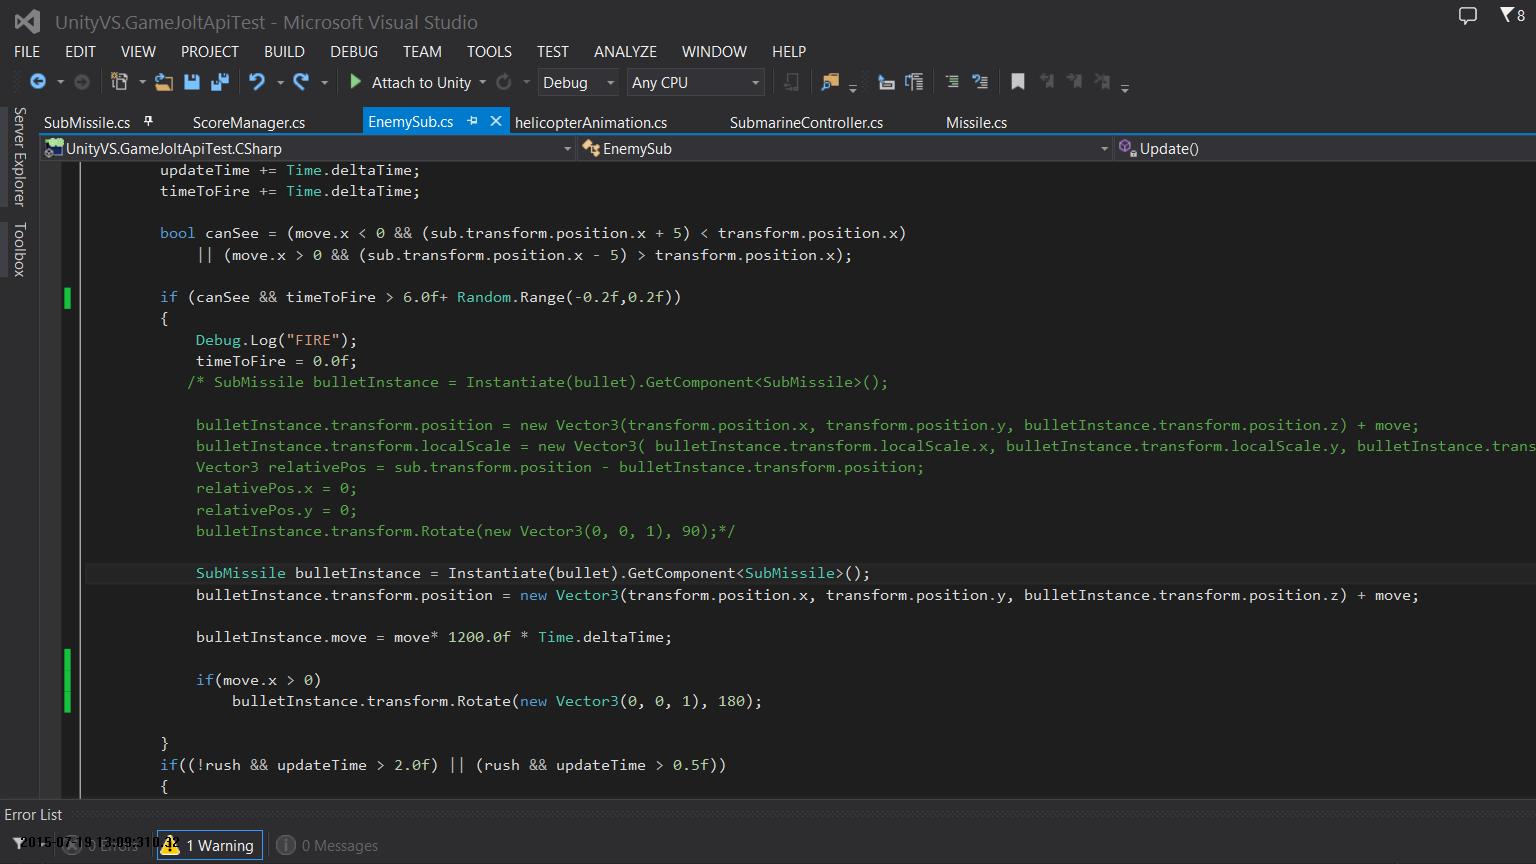 UnityVS.GameJoltApiTest - Microsoft Visual Studio
8
FILE EDIT VIEW PROJECT BUILD DEBUG TEAM TOOLS TEST ANALYZE WINDOW HELP
Attach to Unity Debug Any CPU
Server Explorer
Toolbox
SubMissile.cs ScoreManager.cs EnemySub.cs helicopterAnimation.cs SubmarineController.cs Missile.cs
UnityVS.GameJoltApiTest.CSharp EnemySub Update()
updateTime += Time.deltaTime;
timeToFire += Time.deltaTime;
bool canSee = (move.x < 0 && (sub.transform.position.x + 5) < transform.position.x)
|| (move.x > 0 && (sub.transform.position.x - 5) > transform.position.x);
if (canSee && timeToFire > 6.0f+ Random.Range(-0.2f,0.2f))
{
Debug.Log("FIRE");
timeToFire = 0.0f;
/* SubMissile bulletInstance = Instantiate(bullet).GetComponent<SubMissile>();
bulletInstance.transform.position = new Vector3(transform.position.x, transform.position.y, bulletInstance.transform.position.z) + move;
bulletInstance.transform.localScale = new Vector3( bulletInstance.transform.localScale.x, bulletInstance.transform.localScale.y, bulletInstance.trans
Vector3 relativePos = sub.transform.position - bulletInstance.transform.position;
relativePos.x = 0;
relativePos.y = 0;
bulletInstance.transform.Rotate(new Vector3(0, 0, 1), 90);*/
SubMissile bulletInstance = Instantiate(bullet).GetComponent<SubMissile>();
bulletInstance.transform.position = new Vector3(transform.position.x, transform.position.y, bulletInstance.transform.position.z) + move;
bulletInstance.move = move* 1200.0f * Time.deltaTime;
if(move.x > 0)
bulletInstance.transform.Rotate(new Vector3(0, 0, 1), 180);
}
if((!rush && updateTime > 2.0f) || (rush && updateTime > 0.5f))
{
Error List
0 Errors 1 Warning 0 Messages